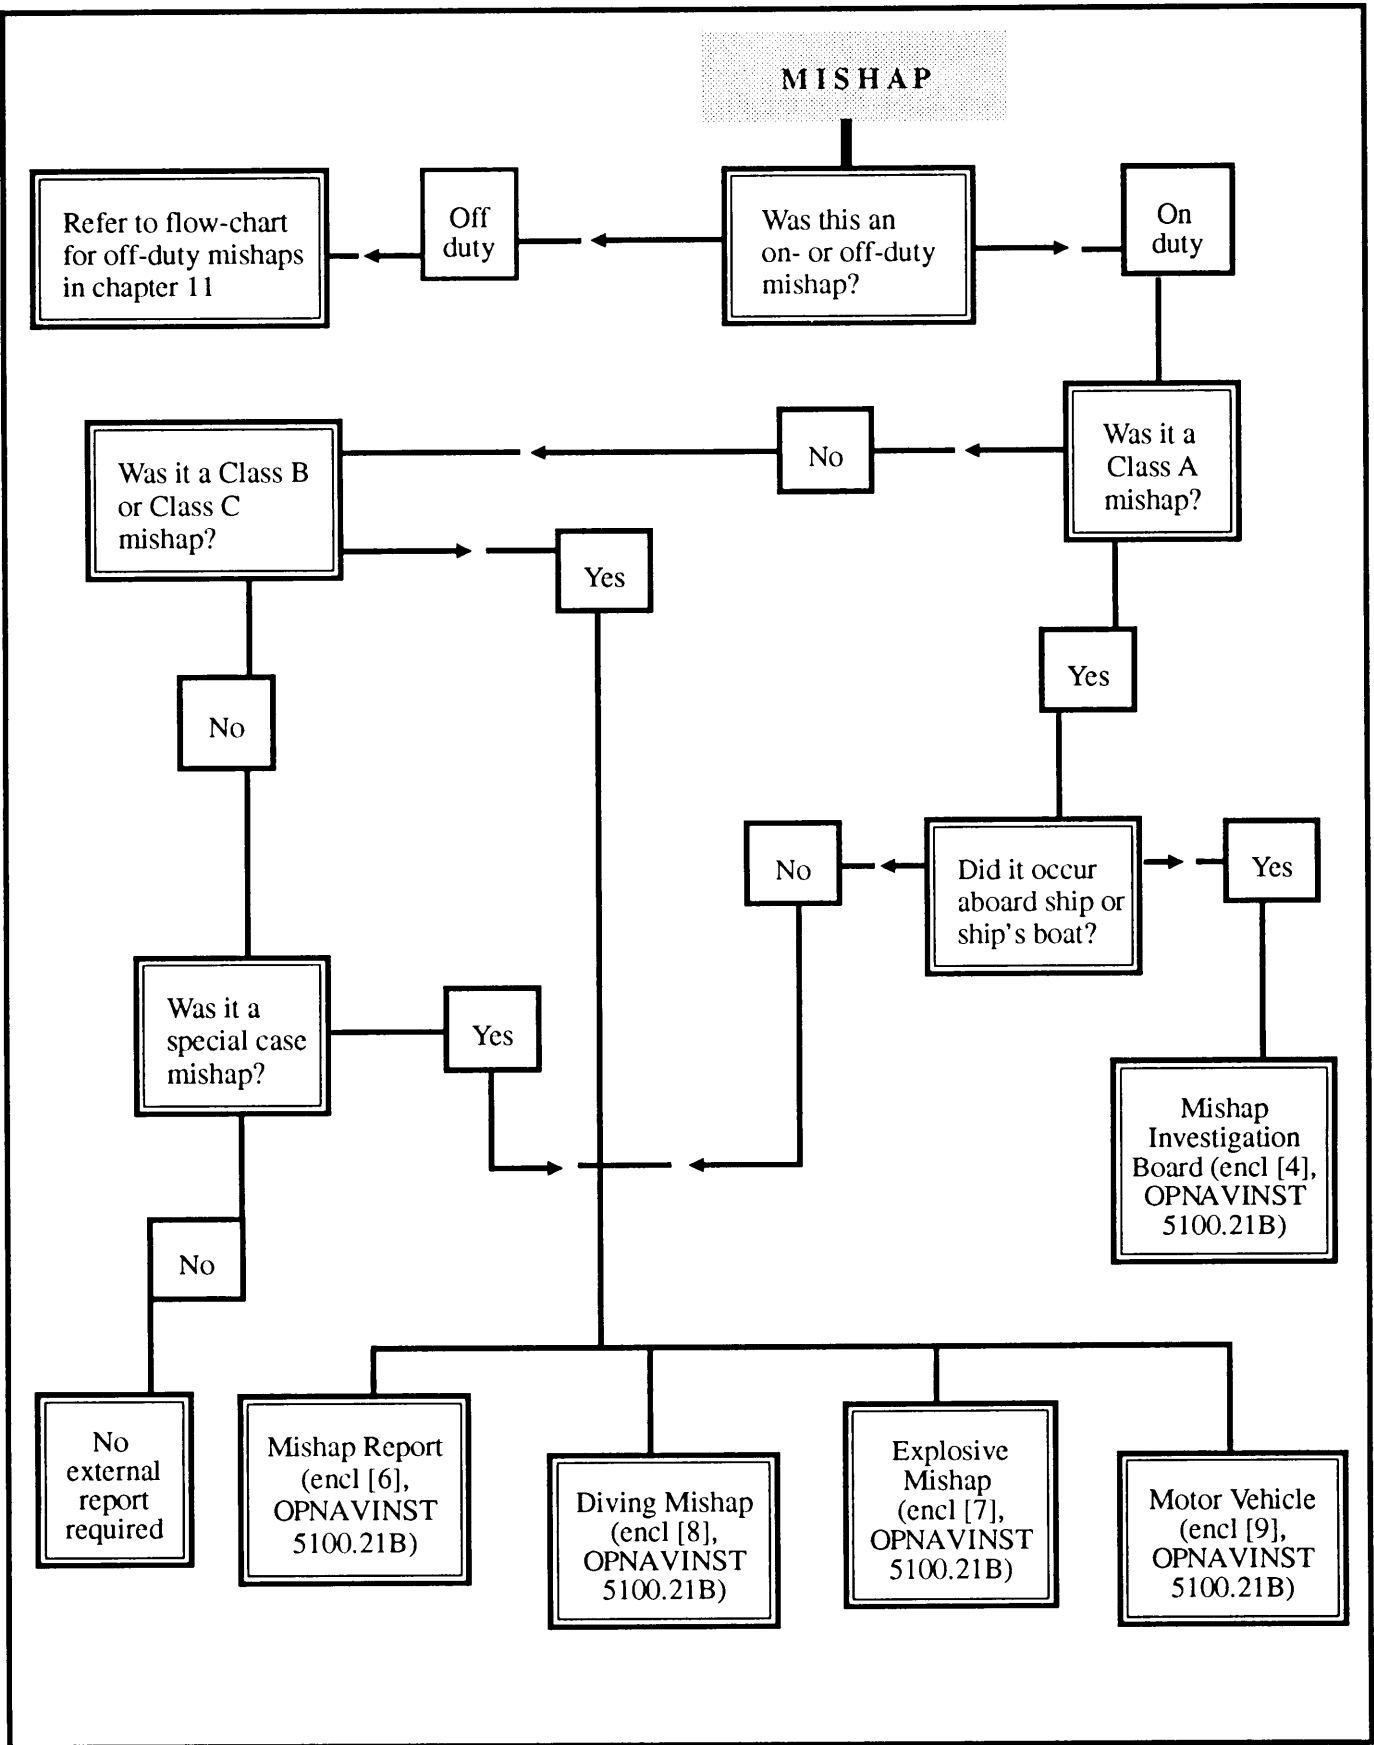 MISHAP
Refer to flow-chart
for off-duty mishaps
in chapter 11
Off
duty
Was this an
on- or off-duty
mishap?
On
duty
Was it a Class B
or Class C
mishap?
No
Was it a
Class A
mishap?
Yes
Yes
No
No
Did it occur
aboard ship or
ship's boat?
Yes
Was it a
special case
mishap?
Yes
Mishap
Investigation
Board (encl [4],
OPNAVINST
5100.21B)
No
No
external
report
required
Mishap Report
(encl [6],
OPNAVINST
5100.21B)
Diving Mishap
(encl [8],
OPNAVINST
5100.21B)
Explosive
Mishap
(encl [7],
OPNAVINST
5100.21B)
Motor Vehicle
(encl [9],
OPNAVINST
5100.21B)